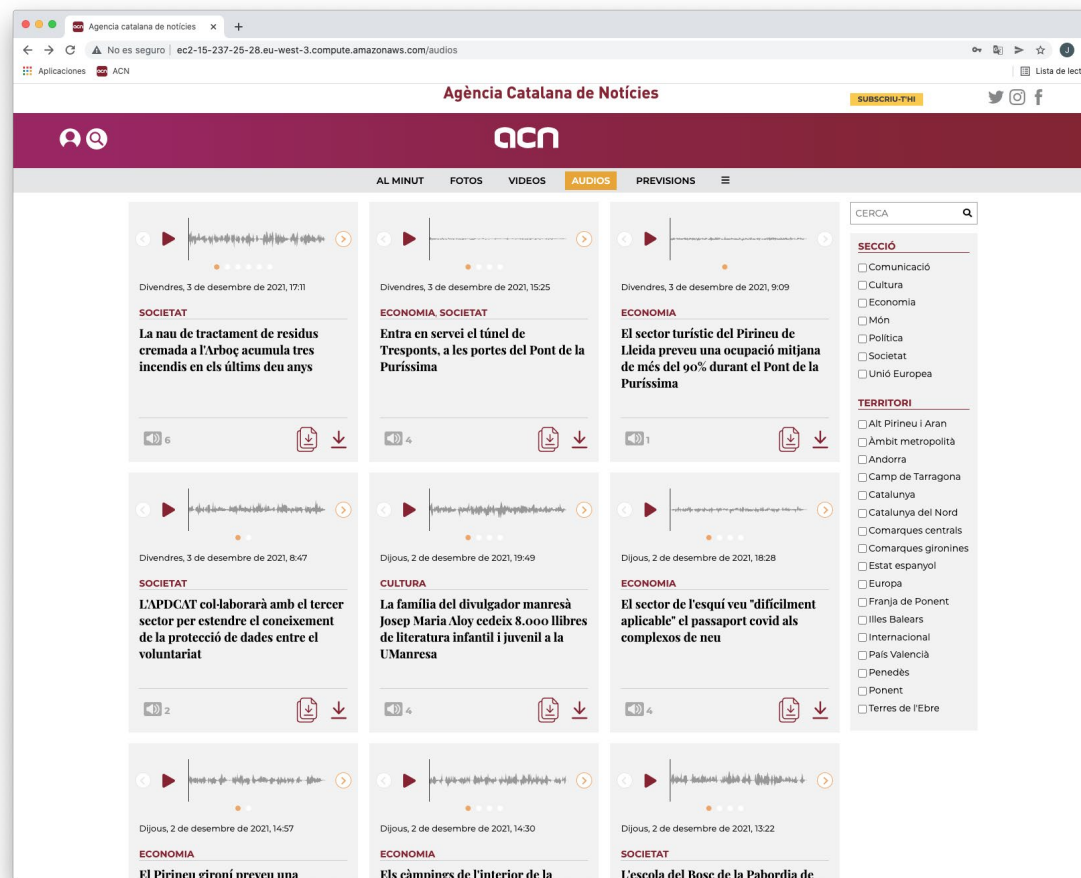 Agencia catalana de notícies
No es seguro
ec2-15-237-25-28.eu-west-3.compute.amazonaws.com/audios
J
Aplicaciones
ACN
Lista de lect
Agència Catalana de Notícies
SUBSCRIU-T'HI
acn
AL MINUT
FOTOS
VIDEOS
AUDIOS
PREVISIONS
Divendres, 3 de desembre de 2021, 17:11
SOCIETAT
La nau de tractament de residus
cremada a l'Arboç acumula tres
incendis en els últims deu anys
6
Divendres, 3 de desembre de 2021, 15:25
ECONOMIA, SOCIETAT
Entra en servei el túnel de
Tresponts, a les portes del Pont de la
Puríssima
4
Divendres, 3 de desembre de 2021, 9:09
ECONOMIA
El sector turístic del Pirineu de
Lleida preveu una ocupació mitjana
de més del 90% durant el Pont de la
Puríssima
1
Divendres, 3 de desembre de 2021, 8:47
SOCIETAT
L'APDCAT col·laborarà amb el tercer
sector per estendre el coneixement
de la protecció de dades entre el
voluntariat
2
Dijous, 2 de desembre de 2021, 19:49
CULTURA
La família del divulgador manresà
Josep Maria Aloy cedeix 8.000 llibres
de literatura infantil i juvenil a la
UManresa
4
Dijous, 2 de desembre de 2021, 18:28
ECONOMIA
El sector de l'esquí veu "difícilment
aplicable" el passaport covid als
complexos de neu
4
Dijous, 2 de desembre de 2021, 14:57
ECONOMIA
El Pirineu gironí preveu una
Dijous, 2 de desembre de 2021, 14:30
ECONOMIA
Els càmpings de l'interior de la
Dijous, 2 de desembre de 2021, 13:22
SOCIETAT
L'escola del Bosc de la Pabordia de
CERCA
SECCIÓ
Comunicació
Cultura
Economia
Món
Política
Societat
Unió Europea
TERRITORI
Alt Pirineu i Aran
Àmbit metropolità
Andorra
Camp de Tarragona
Catalunya
Catalunya del Nord
Comarques centrals
Comarques gironines
Estat espanyol
Europa
Franja de Ponent
Illes Balears
Internacional
País Valencià
Penedès
Ponent
Terres de l'Ebre